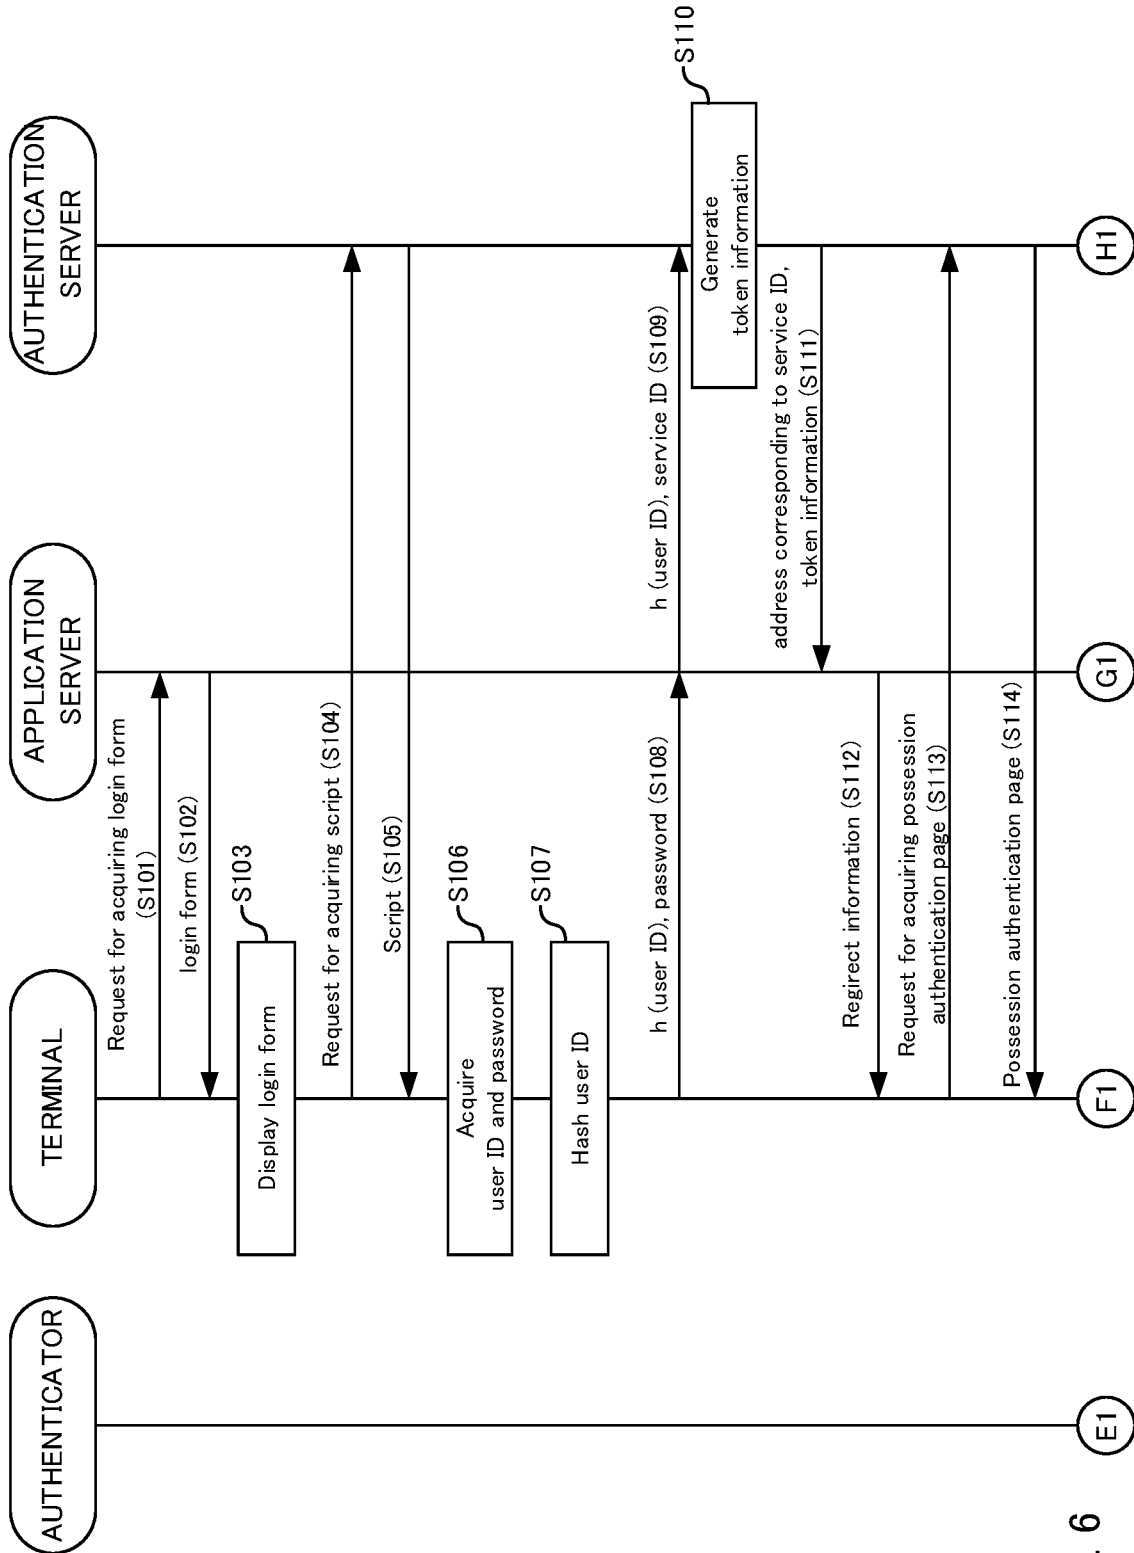 AUTHENTICATOR
TERMINAL
APPLICATION
SERVER
AUTHENTICATION
SERVER
Request for acquiring login form
(S101)
login form (S102)
Display login form
S103
Request for acquiring script (S104)
Script (S105)
Acquire
user ID and password
S106
Hash user ID
S107
h (user ID), password (S108)
h (user ID), service ID (S109)
Generate
token information
S110
address corresponding to service ID,
token information (S111)
Regirect information (S112)
Request for acquiring possession
authentication page (S113)
Possession authentication page (S114)
E1
F1
G1
H1
. 6